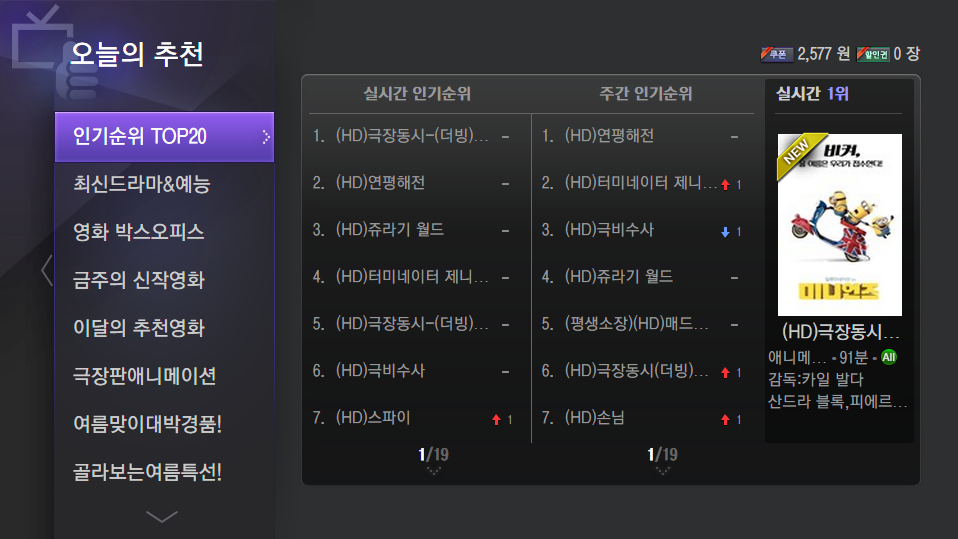 오늘의 추천
쿠폰 2,577 원 할인권 0 장
인기순위 TOP20
최신드라마&예능
영화 박스오피스
금주의 신작영화
이달의 추천영화
극장판애니메이션
여름맞이대박경품!
골라보는여름특선!
실시간 인기순위
1. (HD)극장동시-(더빙)... -
2. (HD)연평해전 -
3. (HD)쥬라기 월드 -
4. (HD)터미네이터 제니... -
5. (HD)극장동시-(더빙)... -
6. (HD)극비수사 -
7. (HD)스파이 1
1/19
주간 인기순위
1. (HD)연평해전 -
2. (HD)터미네이터 제니... 1
3. (HD)극비수사 1
4. (HD)쥬라기 월드 -
5. (평생소장)(HD)매드... -
6. (HD)극장동시(더빙)... 1
7. (HD)손님 1
1/19
실시간 1위
NEW
비켜,
이름은 우리가 접수한다!
미니언즈
(HD)극장동시...
애니메... - 91분 - All
감독:카일 발다
산드라 블록,피에르...